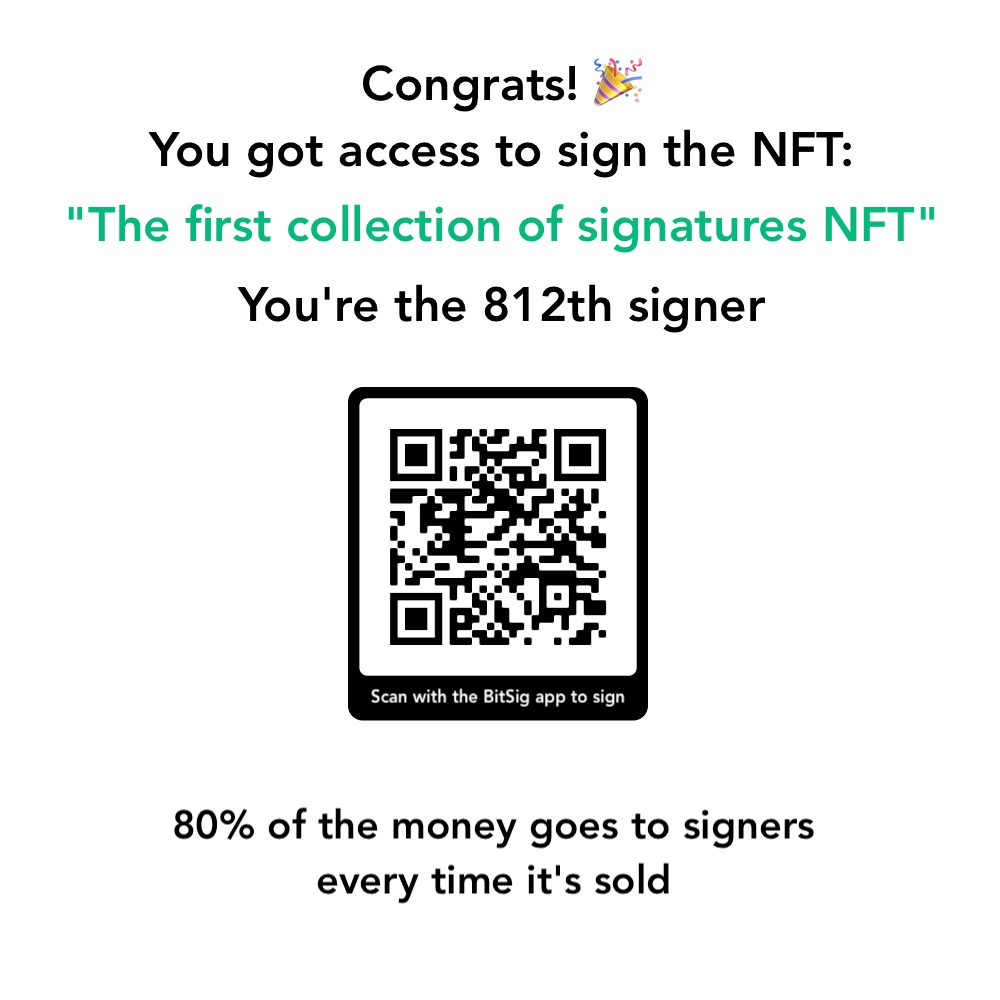 Congrats! 🎉
You got access to sign the NFT:
"The first collection of signatures NFT"
You're the 812th signer
Scan with the BitSig app to sign
80% of the money goes to signers
every time it's sold